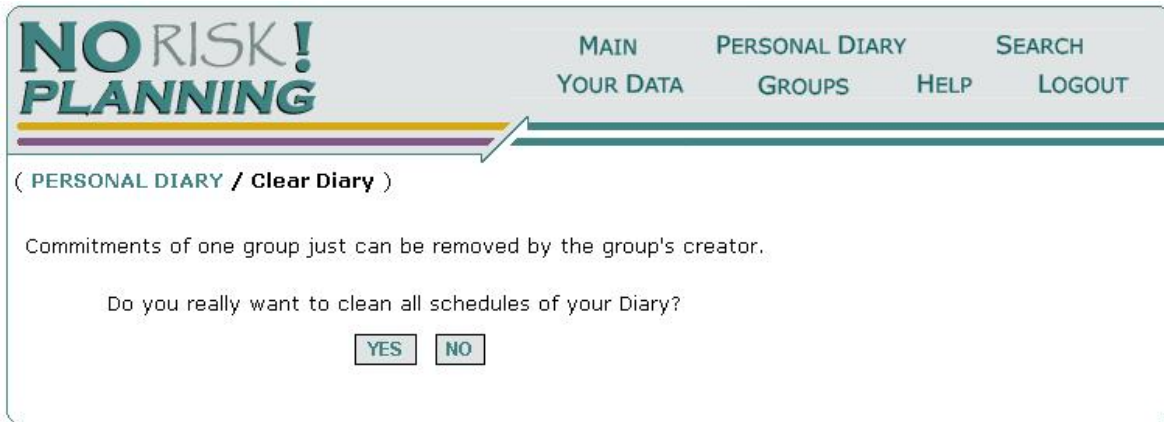 NO RISK!
PLANNING
MAIN PERSONAL DIARY SEARCH
YOUR DATA GROUPS HELP LOGOUT
( PERSONAL DIARY / Clear Diary )
Commitments of one group just can be removed by the group's creator.
Do you really want to clean all schedules of your Diary?
YES NO